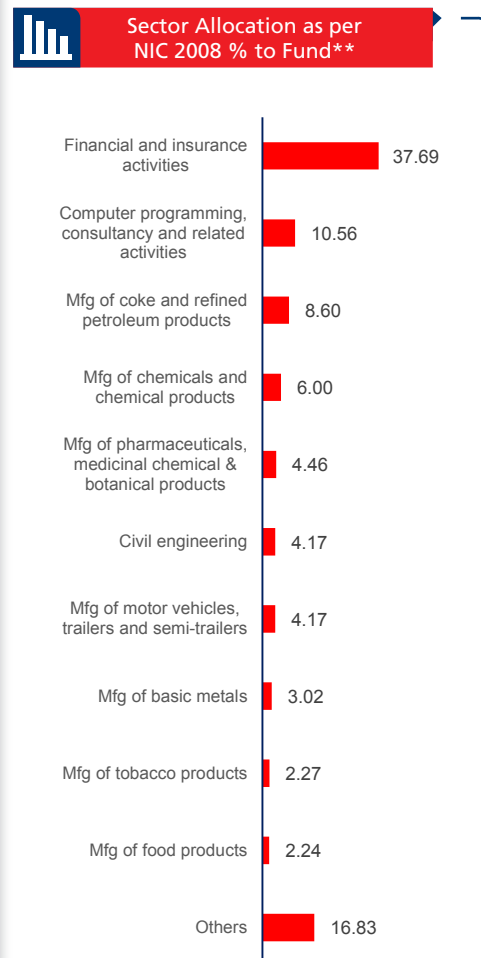 Sector Allocation as per
NIC 2008 % to Fund**
Financial and insurance
activities
37.69
Computer programming,
consultancy and related
activities
10.56
Mfg of coke and refined
petroleum products
8.60
Mfg of chemicals and
chemical products
6.00
Mfg of pharmaceuticals,
medicinal chemical &
botanical products
4.46
Civil engineering
4.17
Mfg of motor vehicles,
trailers and semi-trailers
4.17
Mfg of basic metals
3.02
Mfg of tobacco products
2.27
Mfg of food products
2.24
Others
16.83